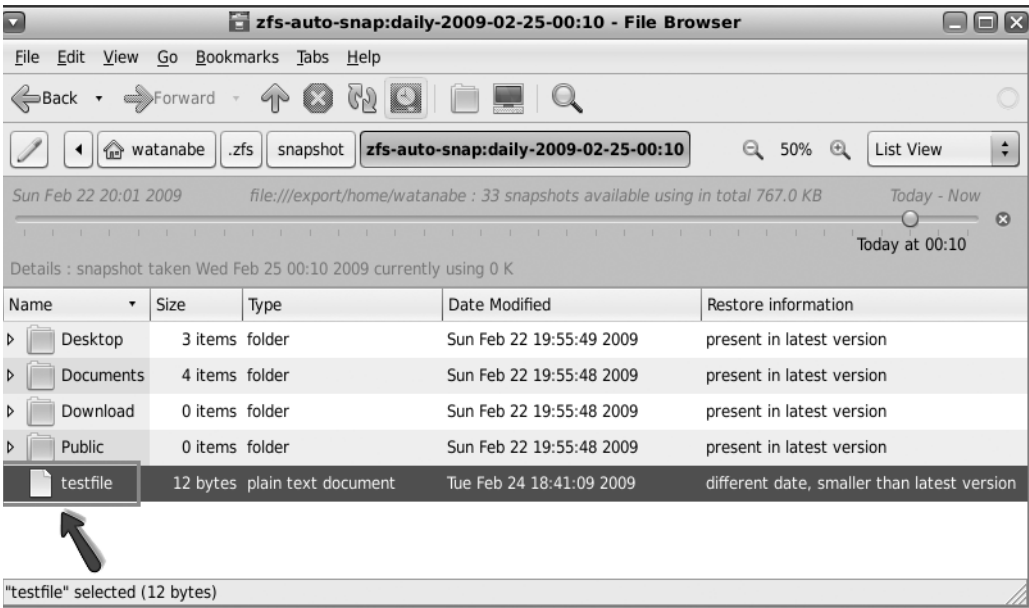 zfs-auto-snap:daily-2009-02-25-00:10 - File Browser
File Edit View Go Bookmarks Tabs Help
Back Forward
watanabe .zfs snapshot zfs-auto-snap:daily-2009-02-25-00:10 50% List View
Sun Feb 22 20:01 2009 file:///export/home/watanabe : 33 snapshots available using in total 767.0 KB Today - Now
Today at 00:10
Details : snapshot taken Wed Feb 25 00:10 2009 currently using 0 K
Name Size Type Date Modified Restore information
Desktop 3 items folder Sun Feb 22 19:55:49 2009 present in latest version
Documents 4 items folder Sun Feb 22 19:55:48 2009 present in latest version
Download 0 items folder Sun Feb 22 19:55:48 2009 present in latest version
Public 0 items folder Sun Feb 22 19:55:48 2009 present in latest version
testfile 12 bytes plain text document Tue Feb 24 18:41:09 2009 different date, smaller than latest version
"testfile" selected (12 bytes)